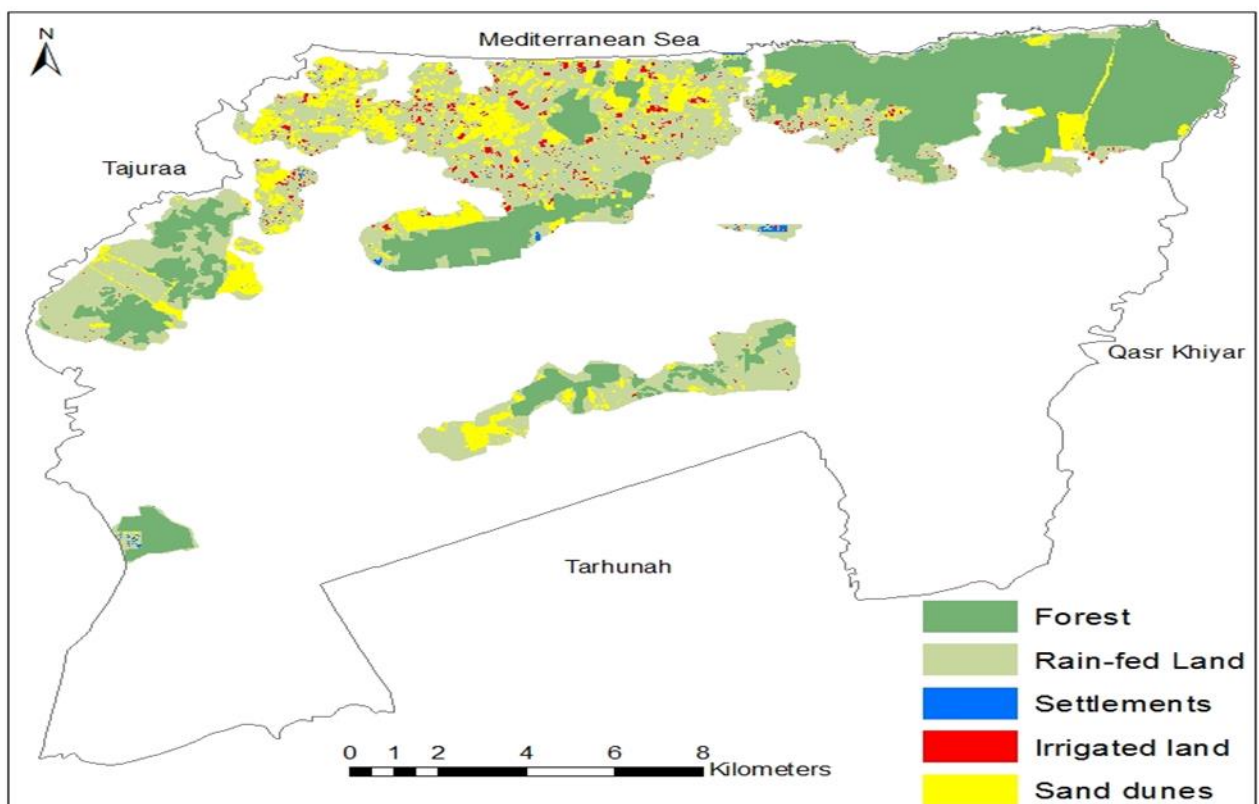 N
Mediterranean Sea
Tajuraa
Qasr Khiyar
Tarhunah
Forest
Rain-fed Land
Settlements
Irrigated land
Sand dunes
0 1 2 4 6 8
Kilometers